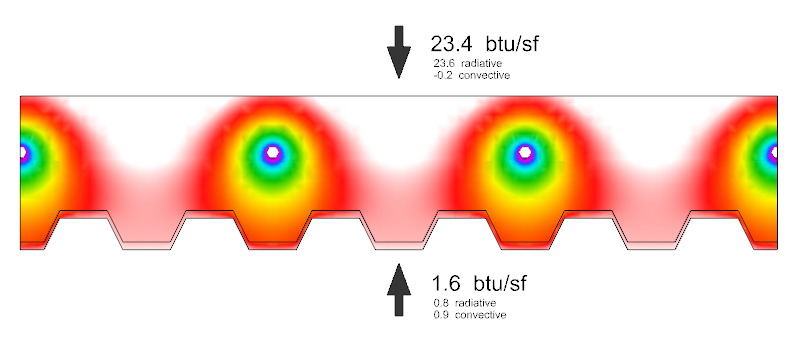 23.4 btu/sf
23.6 radiative
-0.2 convective
1.6 btu/sf
0.8 radiative
0.9 convective